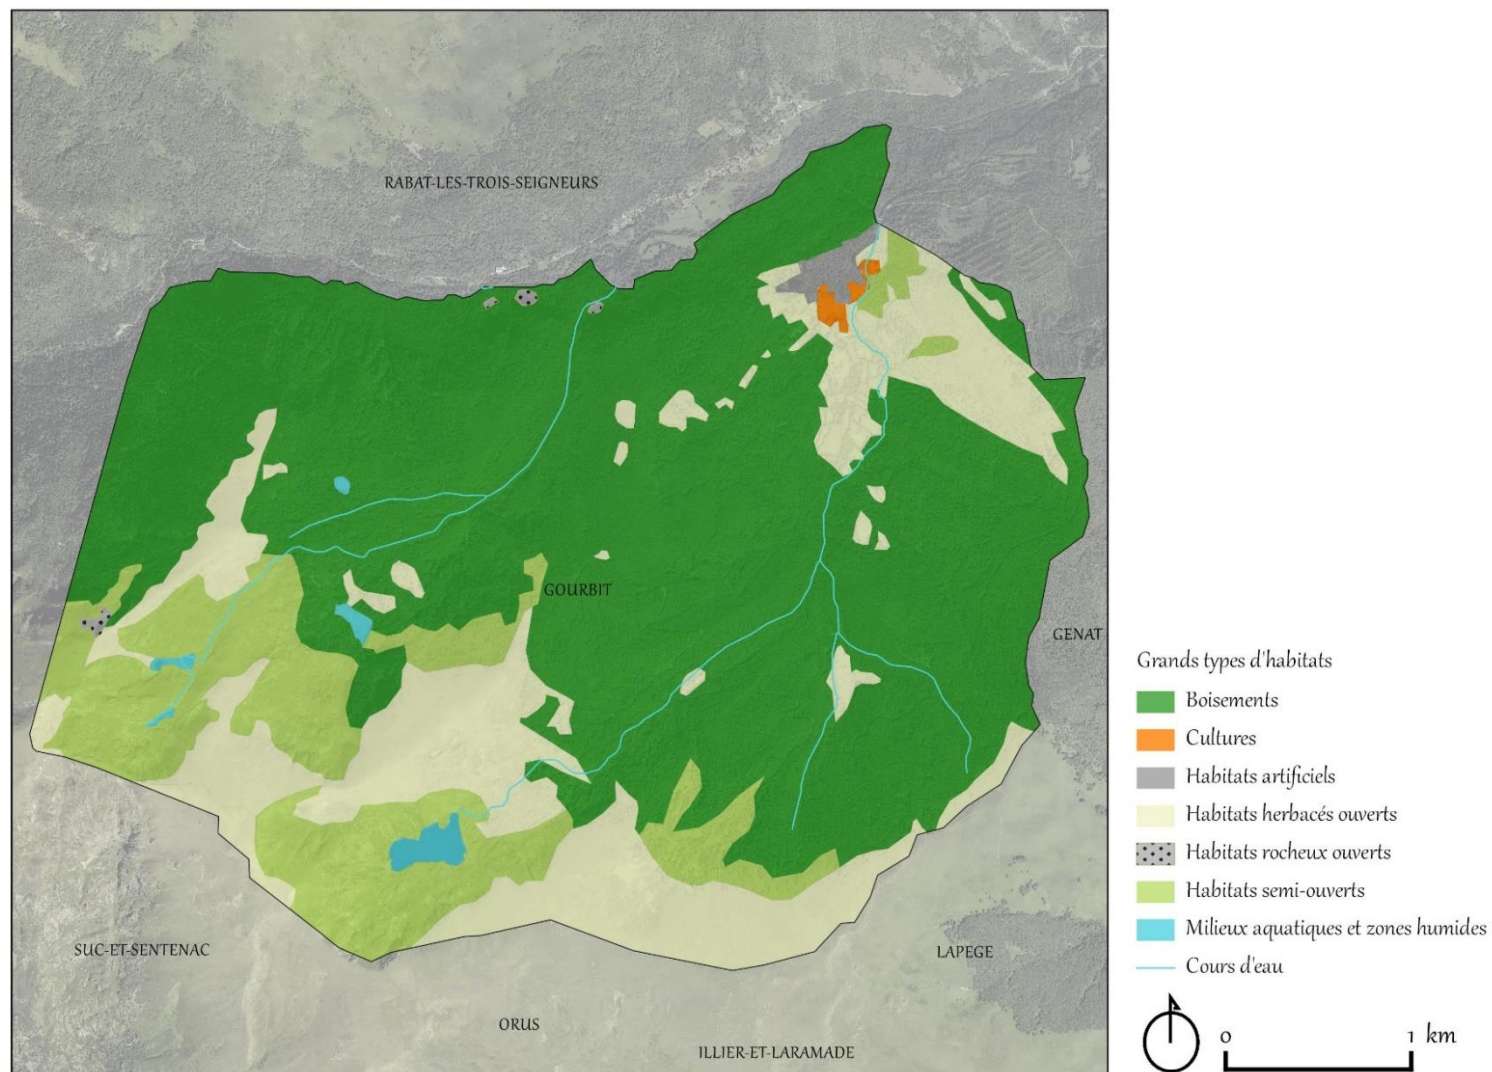 RABAT-LES-TROIS-SEIGNEURS
GOURBIT
GENAT
SUC-ET-SENTENAC
LAPEGE
ORUS
ILLIER-ET-LARAMADE
Grands types d'habitats
Boisements
Cultures
Habitats artificiels
Habitats herbacés ouverts
Habitats rocheux ouverts
Habitats semi-ouverts
Milieux aquatiques et zones humides
Cours d'eau
0 1 km